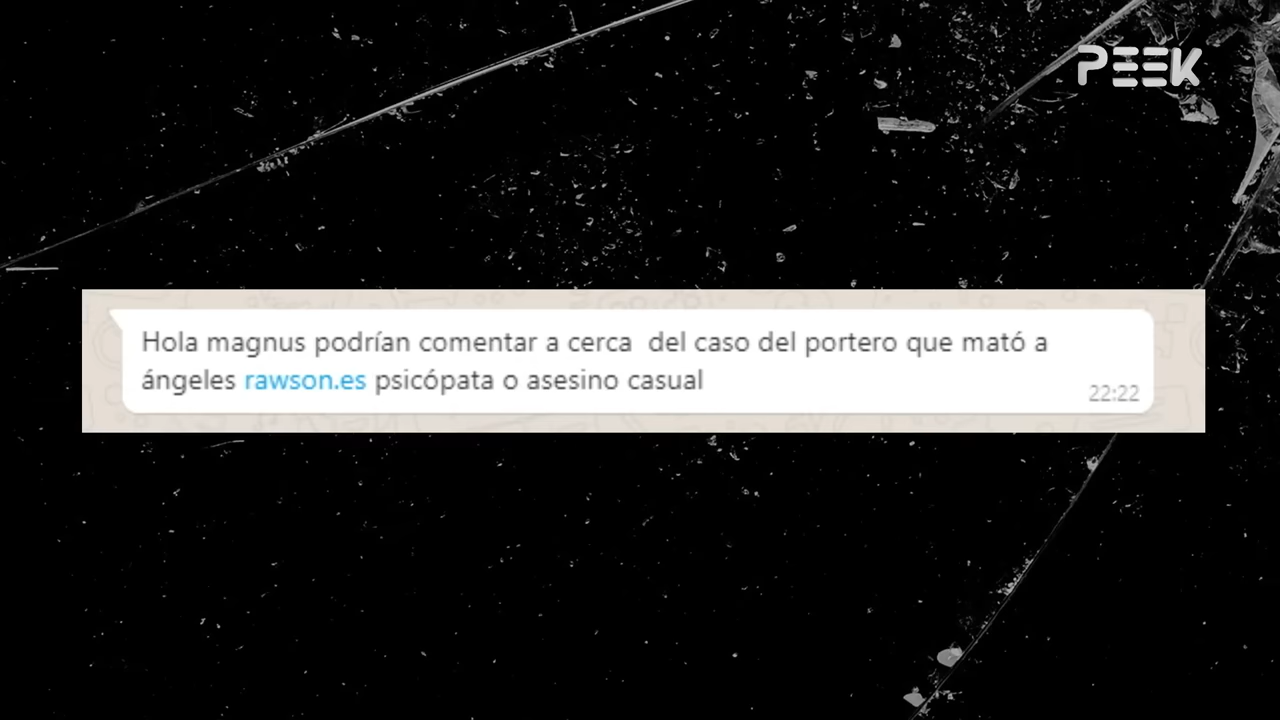 PEEK
Hola magnus podrían comentar a cerca  del caso del portero que mató a
ángeles rawson.es psicópata o asesino casual
22:22